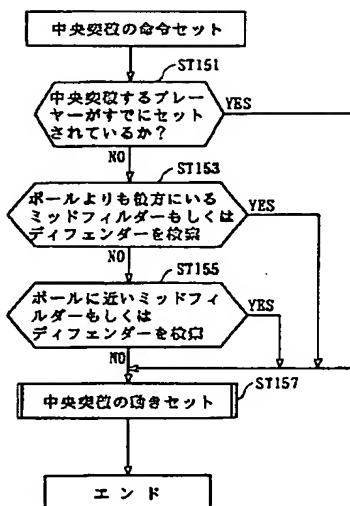 中央突破の命令セット
ST151
中央突破するプレー
ヤーがすでにセット
されているか?
YES
NO
ST153
ボールよりも後方にいる
ミッドフィルダーもしくは
ディフェンダーを検索
YES
NO
ST155
ボールに近いミッドフィ
ルダーもしくは
ディフェンダーを検索
YES
NO
中央突破の動きセット
ST157
エンド